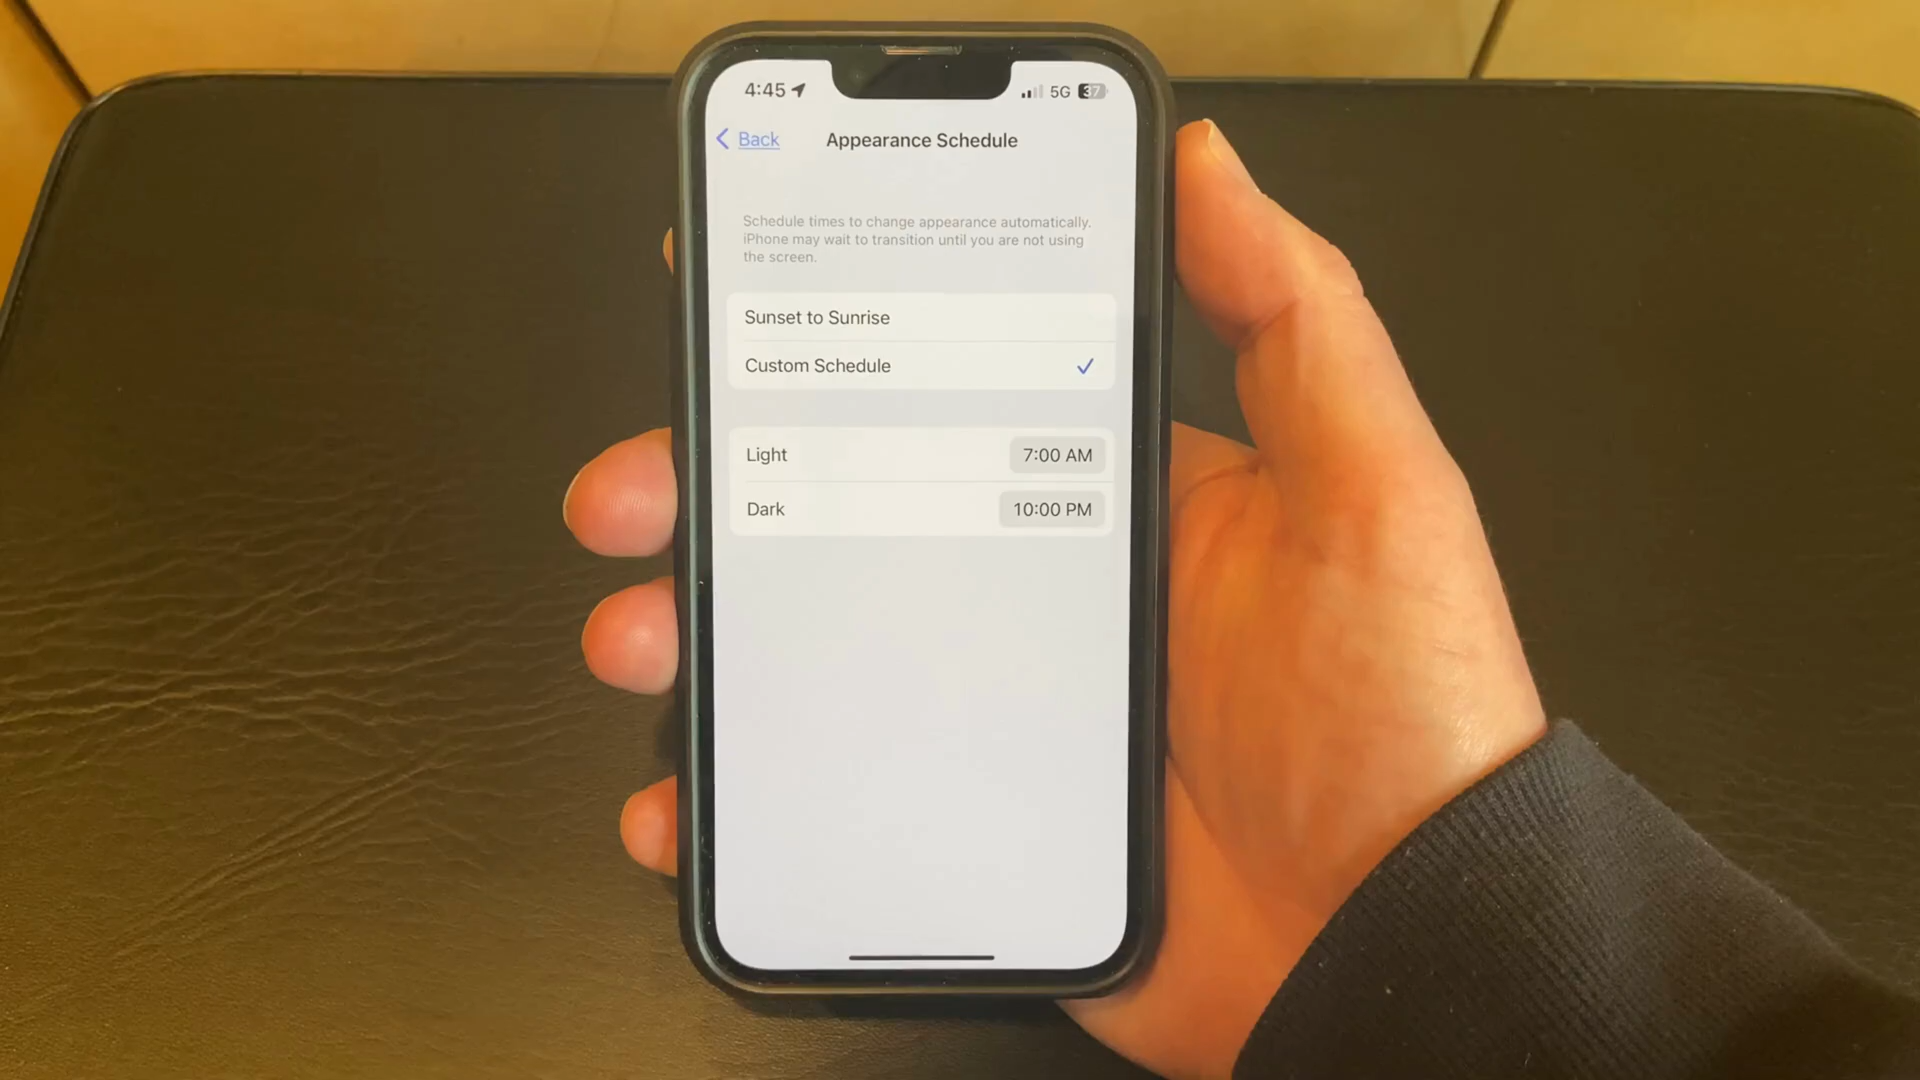 4:45
5G 37
Back
Appearance Schedule
Schedule times to change appearance automatically.
iPhone may wait to transition until you are not using
the screen.
Sunset to Sunrise
Custom Schedule
Light 7:00 AM
Dark 10:00 PM